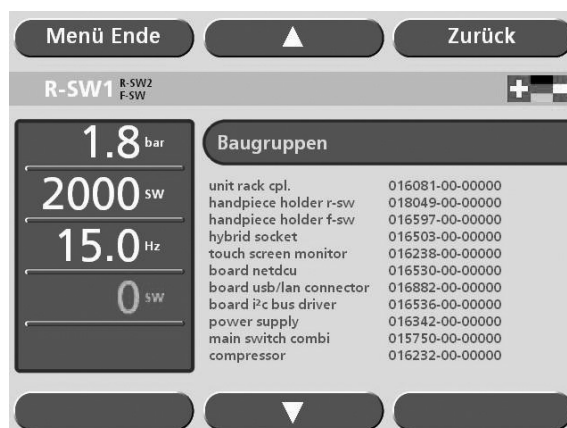 Menü Ende
Zurück
R-SW1 R-SW2
F-SW
1.8 bar
2000 SW
15.0 Hz
0 SW
Baugruppen
unit rack cpl. 016081-00-00000
handpiece holder r-sw 018049-00-00000
handpiece holder f-sw 016597-00-00000
hybrid socket 016503-00-00000
touch screen monitor 016238-00-00000
board netdcu 016530-00-00000
board usb/lan connector 016882-00-00000
board i²c bus driver 016536-00-00000
power supply 016342-00-00000
main switch combi 015750-00-00000
compressor 016232-00-00000